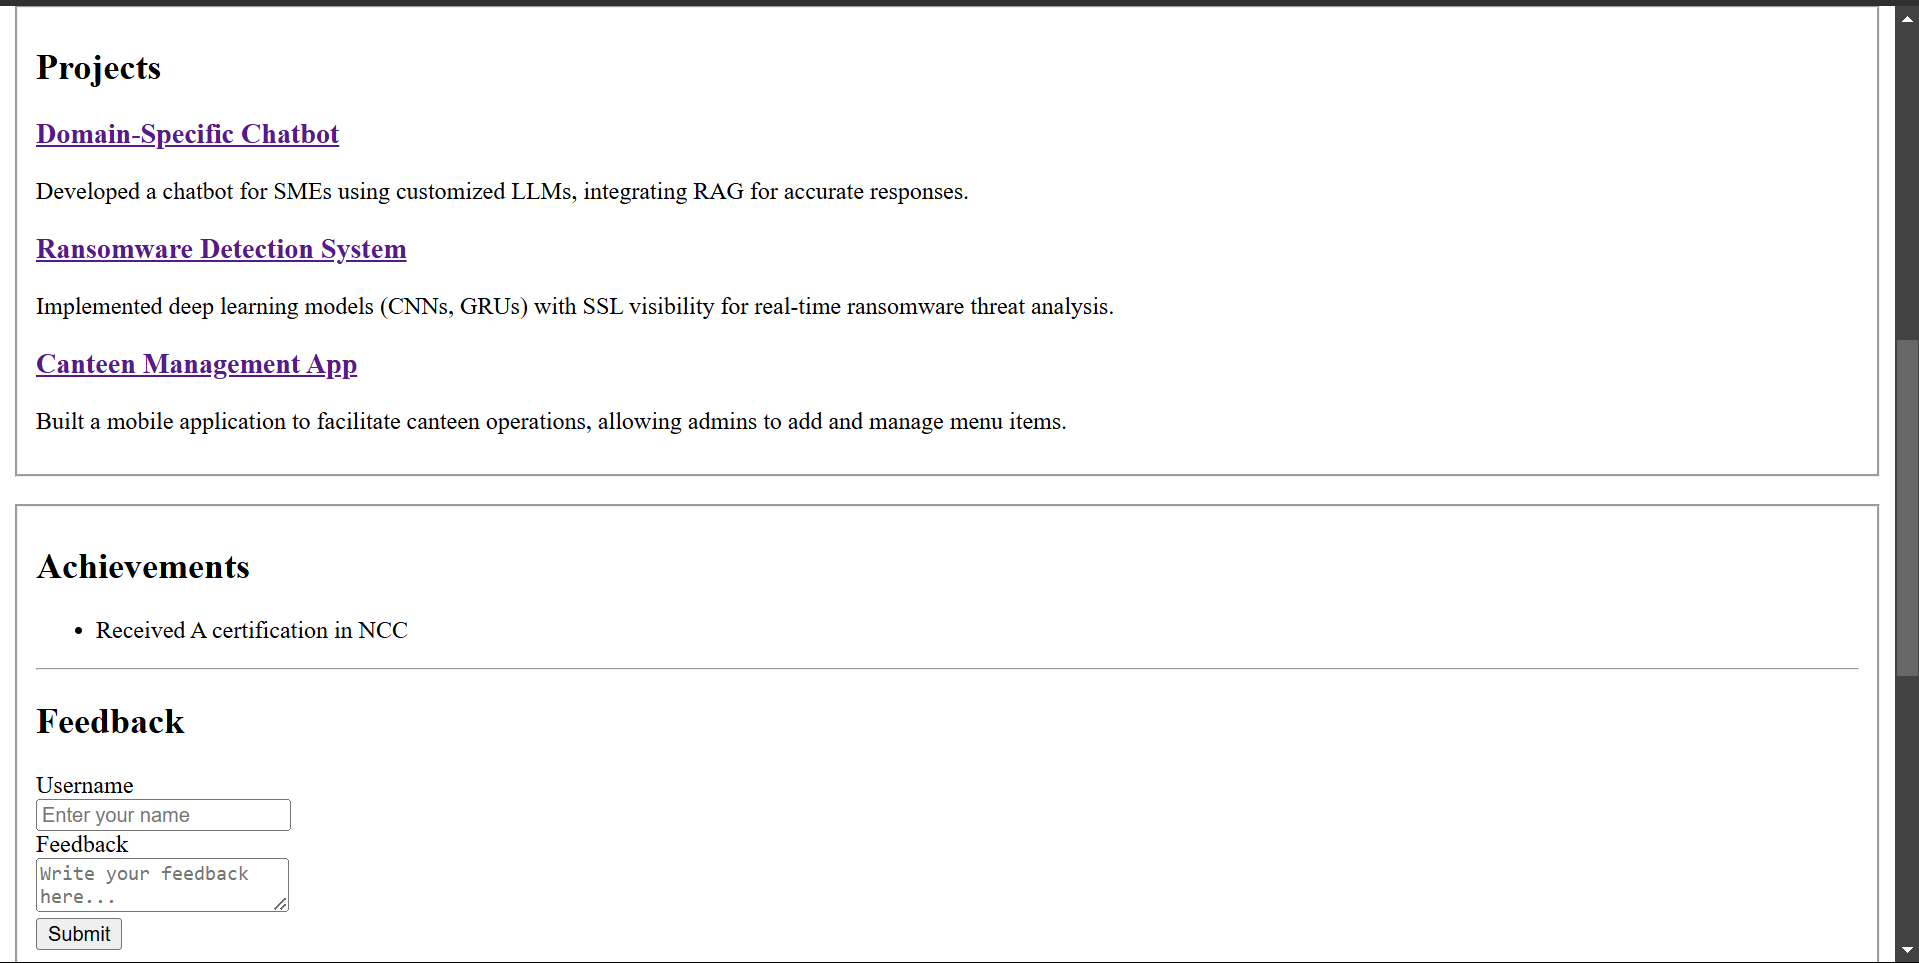 Projects
Domain-Specific Chatbot
Developed a chatbot for SMEs using customized LLMs, integrating RAG for accurate responses.
Ransomware Detection System
Implemented deep learning models (CNNs, GRUs) with SSL visibility for real-time ransomware threat analysis.
Canteen Management App
Built a mobile application to facilitate canteen operations, allowing admins to add and manage menu items.
Achievements
• Received A certification in NCC
Feedback
Username
Enter your name
Feedback
Write your feedback
here...
Submit